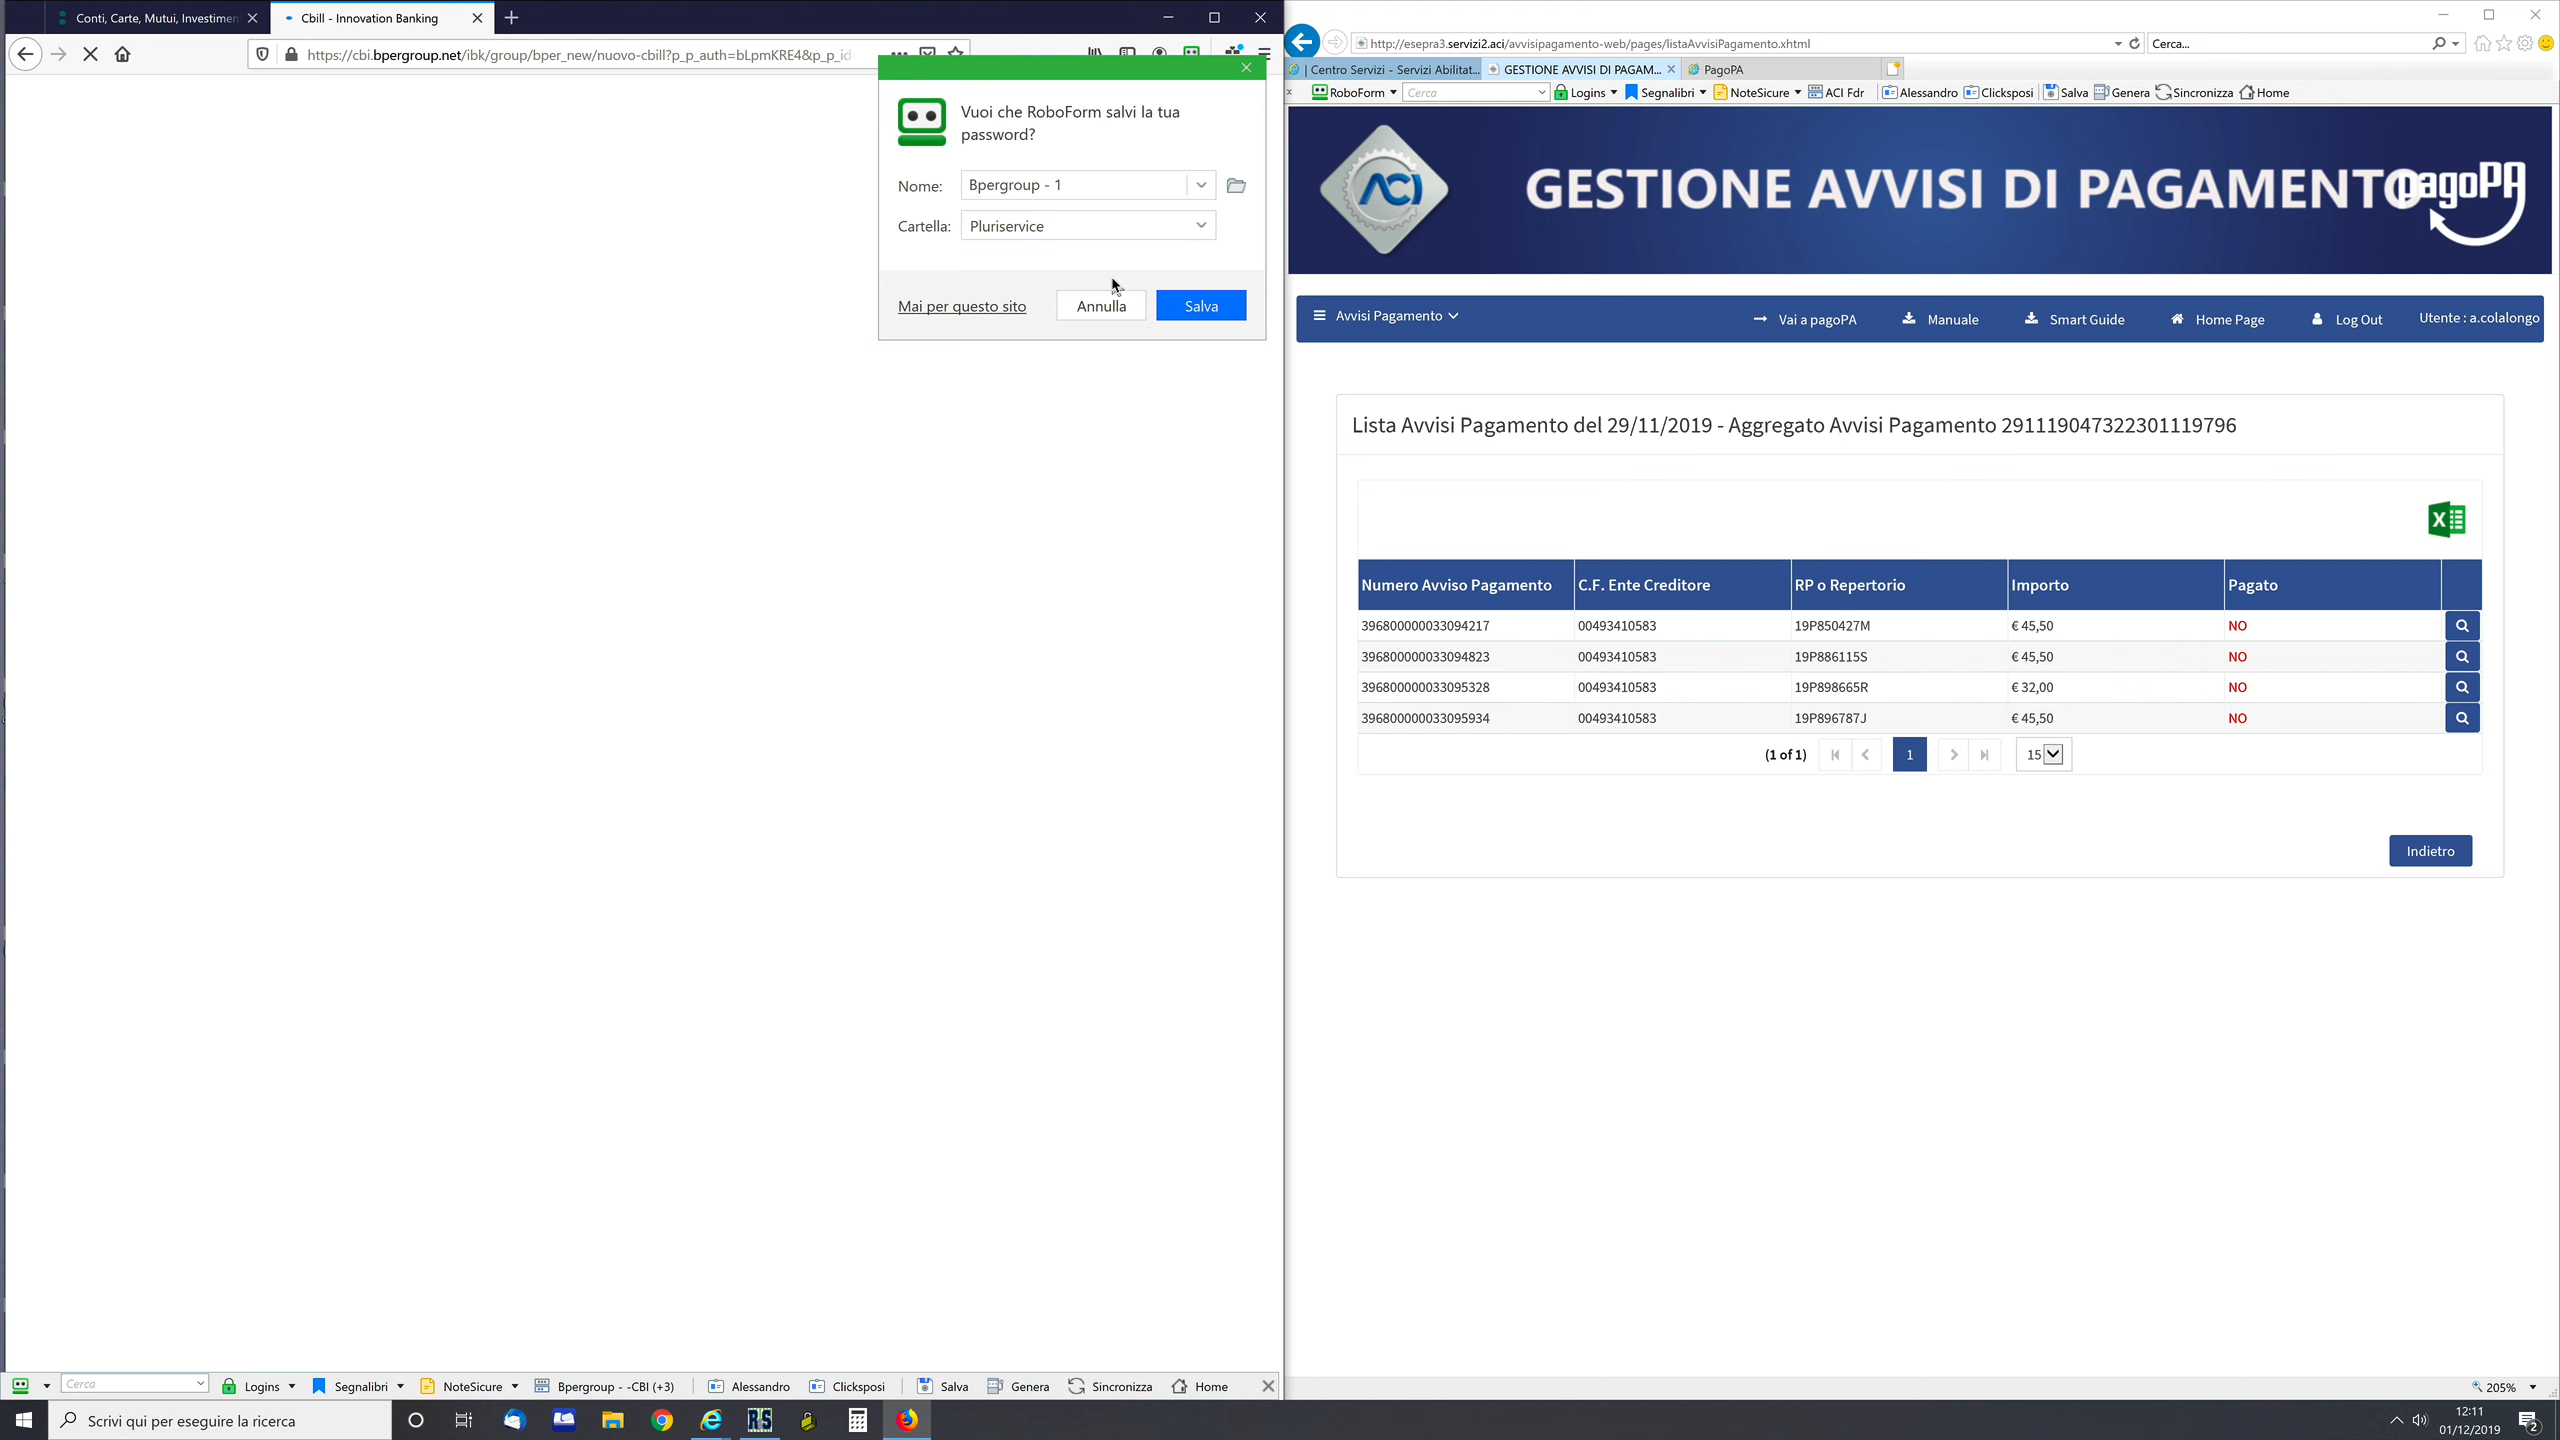 Conti, Carte, Mutui, Investimen
Cbill - Innovation Banking
https://cbi.bpergroup.net/ibk/group/bper_new/nuovo-cbill?p_p_auth=bLpmKRE4&p_p_id
Vuoi che RoboForm salvi la tua
password?
Nome:
Bpergroup - 1
Cartella:
Pluriservice
Mai per questo sito
Annulla
Salva
http://esepra3.servizi2.aci/avvisipagamento-web/pages/listaAvvisiPagamento.xhtml
Cerca...
| Centro Servizi - Servizi Abilitat...
GESTIONE AVVISI DI PAGAM...
PagoPA
RoboForm
Cerca
Logins
Segnalibri
NoteSicure
ACI Fdr
Alessandro
Clicksposi
Salva
Genera
Sincronizza
Home
ACI
GESTIONE AVVISI DI PAGAMENTO
pagoPA
Avvisi Pagamento
Vai a pagoPA
Manuale
Smart Guide
Home Page
Log Out
Utente : a.colalongo
Lista Avvisi Pagamento del 29/11/2019 - Aggregato Avvisi Pagamento 291119047322301119796
Numero Avviso Pagamento C.F. Ente Creditore RP o Repertorio Importo Pagato
396800000033094217 00493410583 19P850427M € 45,50 NO
396800000033094823 00493410583 19P886115S € 45,50 NO
396800000033095328 00493410583 19P898665R € 32,00 NO
396800000033095934 00493410583 19P896787J € 45,50 NO
(1 of 1) 1 15
Indietro
205%
Cerca
Logins
Segnalibri
NoteSicure
Bpergroup - -CBI (+3)
Alessandro
Clicksposi
Salva
Genera
Sincronizza
Home
Scrivi qui per eseguire la ricerca
RS
12:11
01/12/2019
2